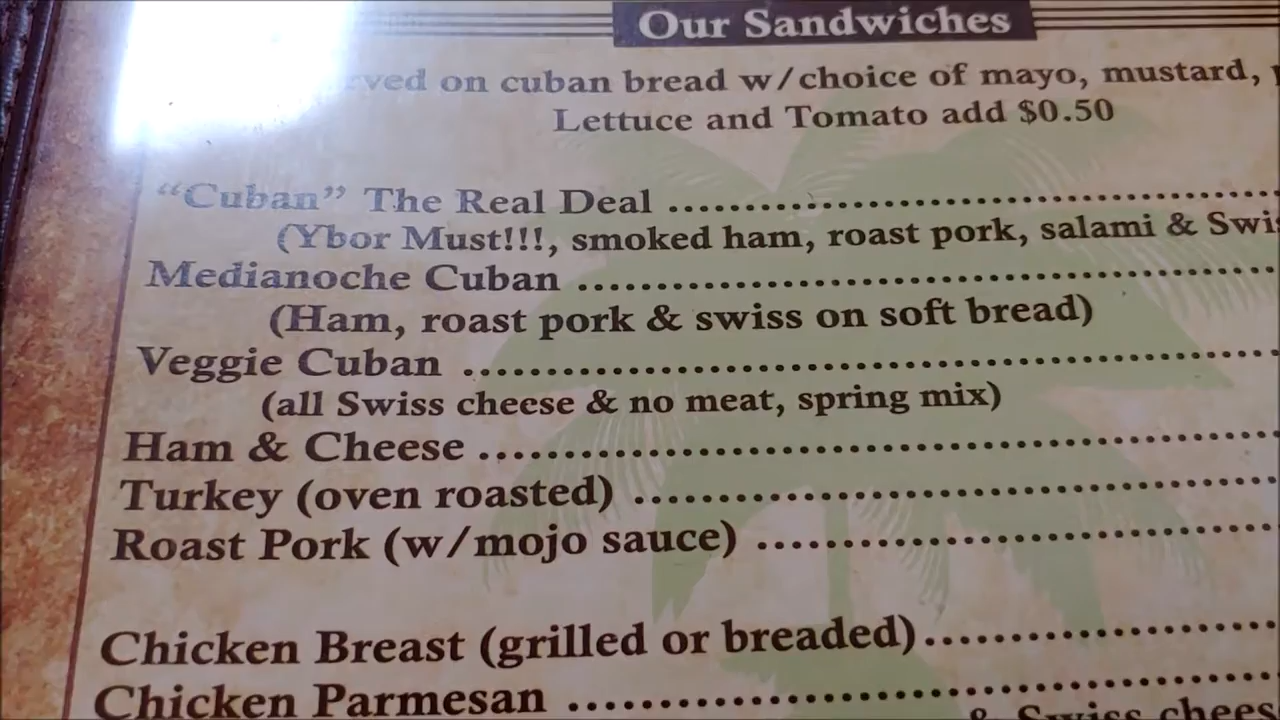 Our Sandwiches
on cuban bread w/choice of mayo, mustard,
Lettuce and Tomato add $0.50
“Cuban” The Real Deal ........................................
(Ybor Must!!!, smoked ham, roast pork, salami &
Medianoche Cuban ................................................
(Ham, roast pork & swiss on soft bread)
Veggie Cuban ........................................................
(all Swiss cheese & no meat, spring mix)
Ham & Cheese .......................................................
Turkey (oven roasted) ............................................
Roast Pork (w/mojo sauce) ....................................
Chicken Breast (grilled or breaded)........................
Chicken Parmesan .................................................
& Swiss